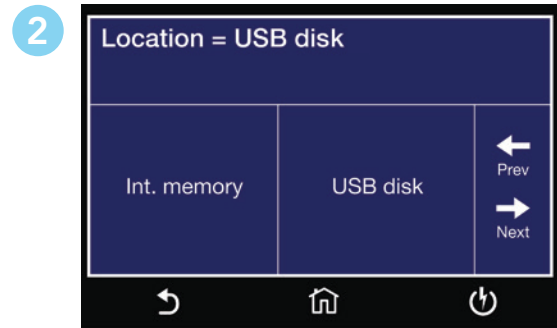 2
Location = USB disk
Int. memory
USB disk
Prev
Next